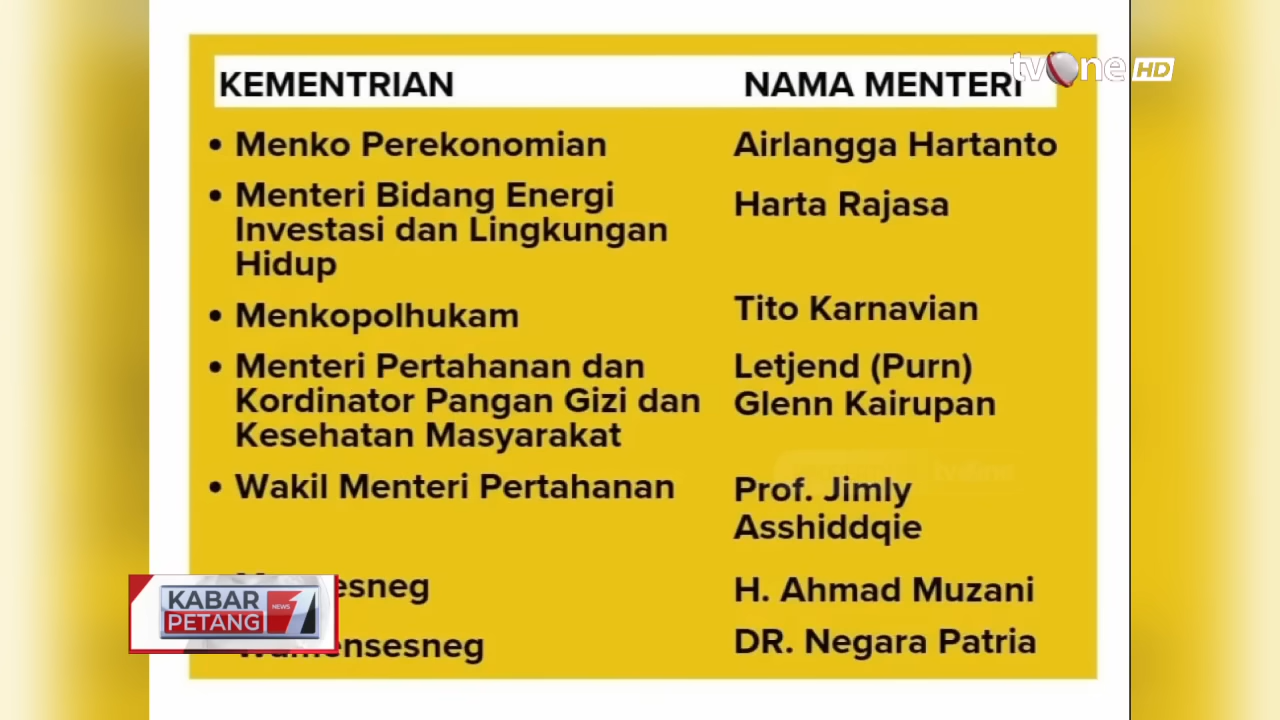 KEMENTRIAN NAMA MENTERI
tvOne HD
Menko Perekonomian Airlangga Hartanto
Menteri Bidang Energi
Investasi dan Lingkungan
Hidup
Harta Rajasa
Menkopolhukam Tito Karnavian
Menteri Pertahanan dan
Kordinator Pangan Gizi dan
Kesehatan Masyarakat
Letjend (Purn)
Glenn Kairupan
Wakil Menteri Pertahanan
Prof. Jimly
Asshiddqie
H. Ahmad Muzani
DR. Negara Patria
KABAR
PETANG
NEWS
1